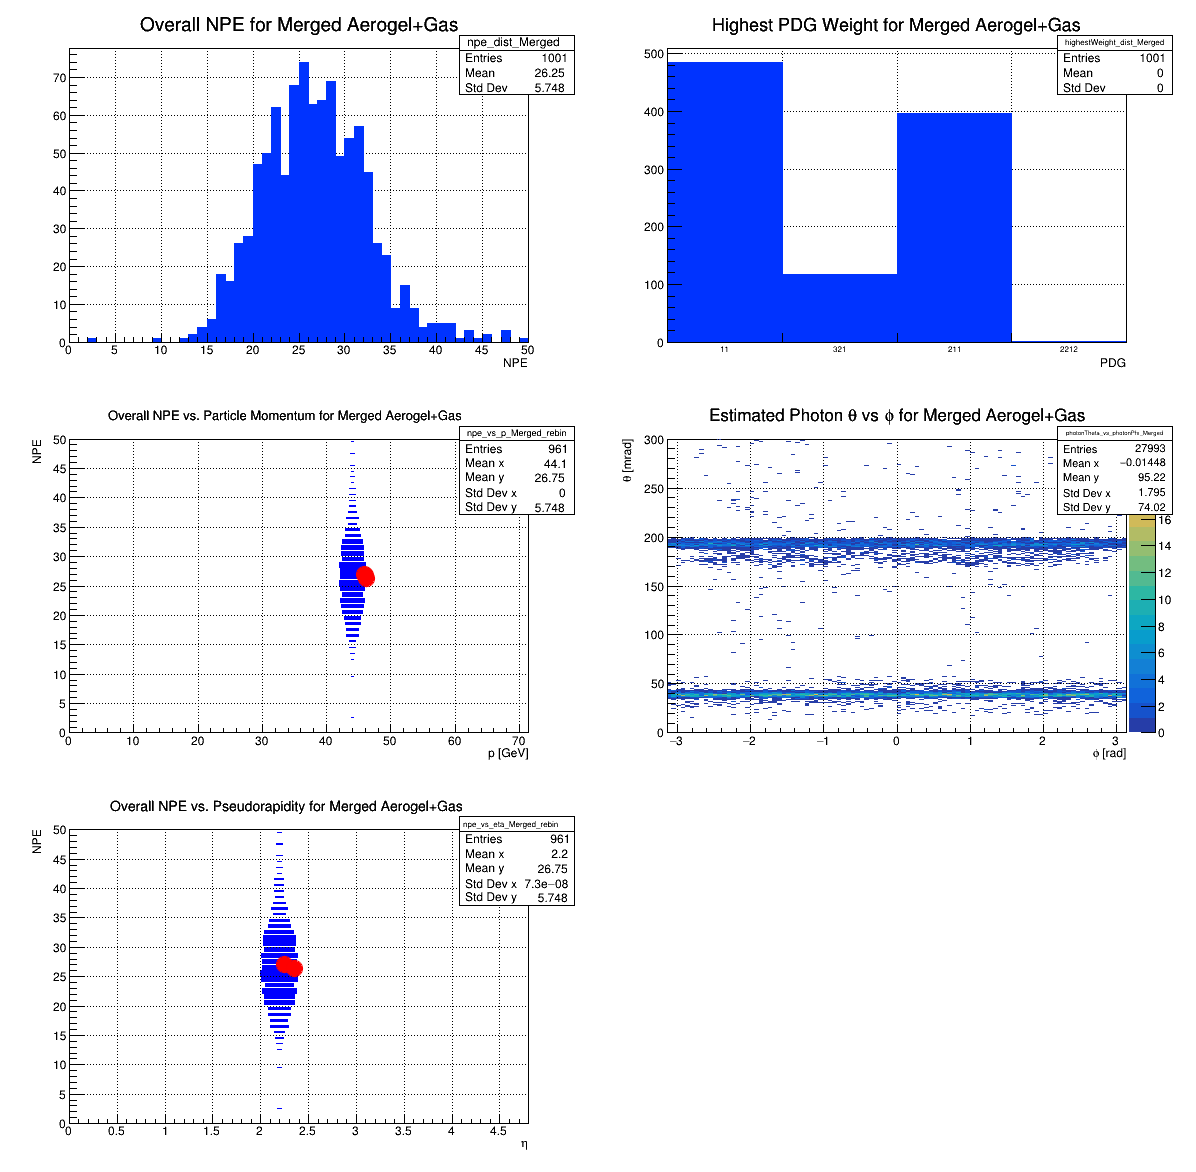 Overall NPE for Merged Aerogel+Gas
npe_dist_Merged
Entries 1001
Mean 26.25
Std Dev 5.748
70
60
50
40
30
20
10
0
0 5 10 15 20 25 30 35 40 45 50
NPE
Highest PDG Weight for Merged Aerogel+Gas
highestWeight_dist_Merged
Entries 1001
Mean 0
Std Dev 0
500
400
300
200
100
0
11 321 211 2212
PDG
Overall NPE vs. Particle Momentum for Merged Aerogel+Gas
npe_vs_p_Merged_rebin
Entries 961
Mean x 44.1
Mean y 26.75
Std Dev x 0
Std Dev y 5.748
NPE
50
45
40
35
30
25
20
15
10
5
0
0 10 20 30 40 50 60 70
p [GeV]
Estimated Photon θ vs ϕ for Merged Aerogel+Gas
photonTheta_vs_photonPhi_Merged
Entries 27993
Mean x −0.01448
Mean y 95.22
Std Dev x 1.795
Std Dev y 74.02
θ [mrad]
300
250
200
150
100
50
0
−3 −2 −1 0 1 2 3
ϕ [rad]
16
14
12
10
8
6
4
2
0
Overall NPE vs. Pseudorapidity for Merged Aerogel+Gas
npe_vs_eta_Merged_rebin
Entries 961
Mean x 2.2
Mean y 26.75
Std Dev x 7.3e−08
Std Dev y 5.748
NPE
50
45
40
35
30
25
20
15
10
5
0
0 0.5 1 1.5 2 2.5 3 3.5 4 4.5
η